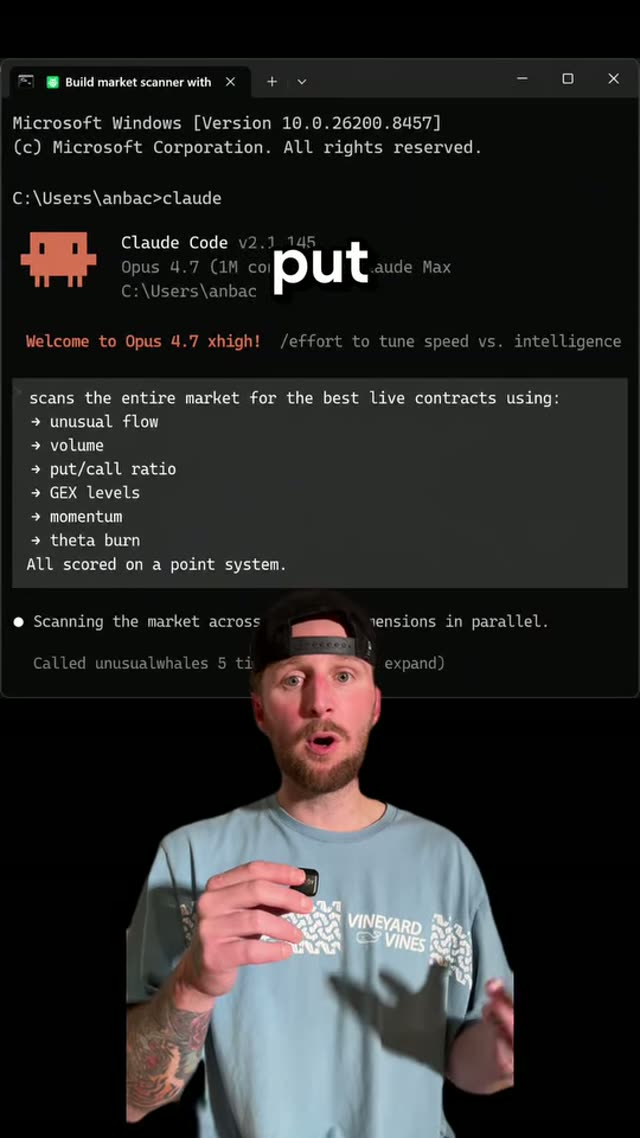 Build market scanner with
Microsoft Windows [Version 10.0.26200.8457]
(c) Microsoft Corporation. All rights reserved.
C:\Users\anbac>claude
Claude Code v2.1.145
Opus 4.7 (1M aude Max
put
C:\Users\anbac
Welcome to Opus 4.7 xhigh! /effort to tune speed vs. intelligence
scans the entire market for the best live contracts using:
→ unusual flow
→ volume
→ put/call ratio
→ GEX levels
→ momentum
→ theta burn
All scored on a point system.
● Scanning the market across mensions in parallel.
Called unusualwhales 5 expand)
VINEYARD
VINES